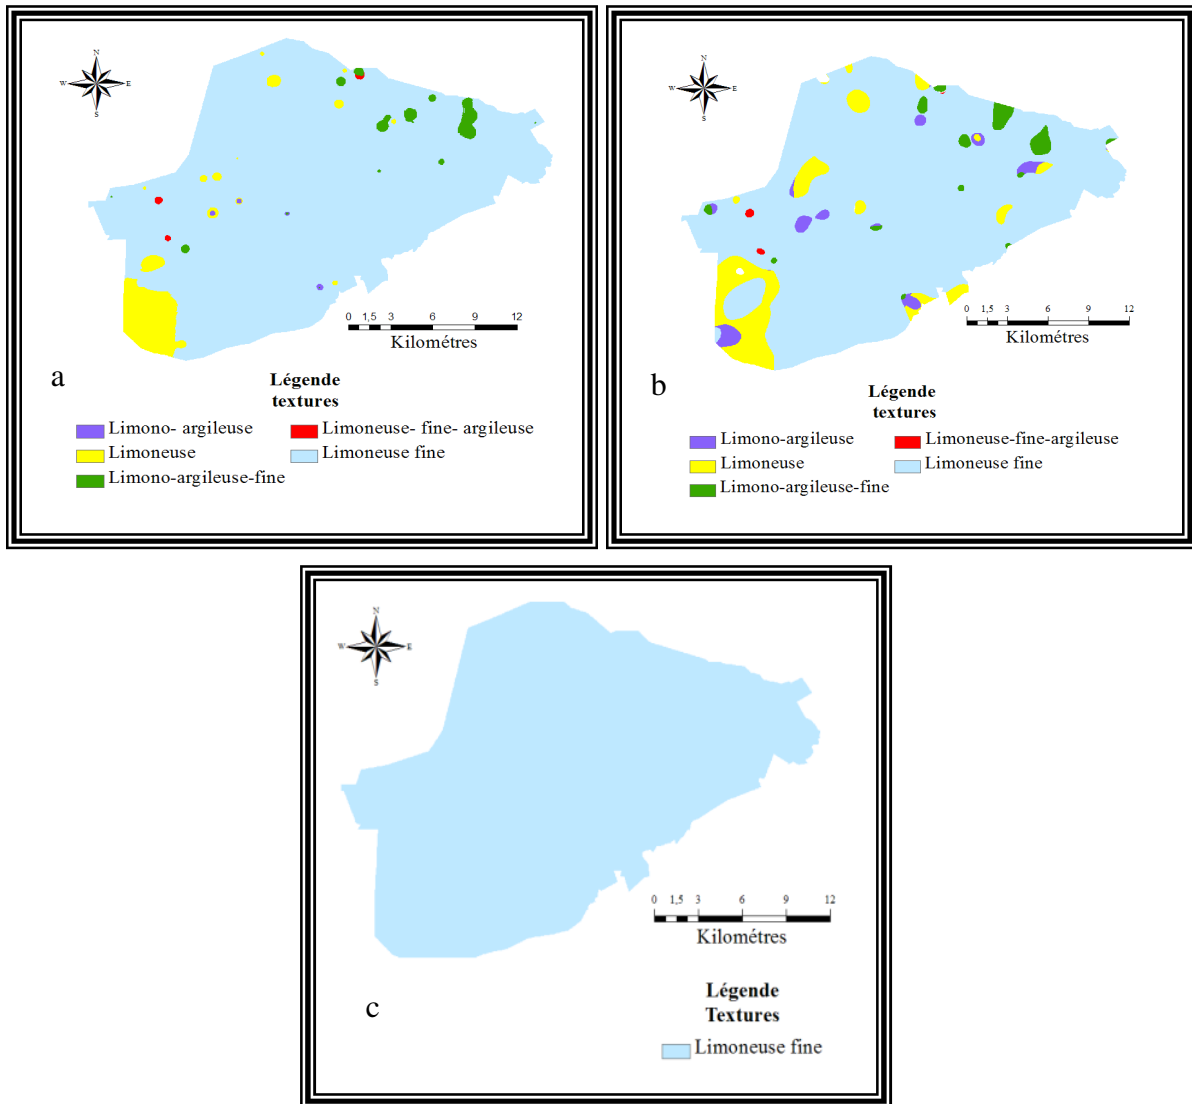 N
W E
S
0 1,5 3 6 9 12
Kilométres
a
Légende
textures
Limono- argileuse
Limoneuse- fine- argileuse
Limoneuse
Limoneuse fine
Limono-argileuse-fine
N
W E
S
0 1,5 3 6 9 12
Kilométres
b
Légende
textures
Limono-argileuse
Limoneuse-fine-argileuse
Limoneuse
Limoneuse fine
Limono-argileuse-fine
N
W E
S
0 1,5 3 6 9 12
Kilométres
c
Légende
Textures
Limoneuse fine